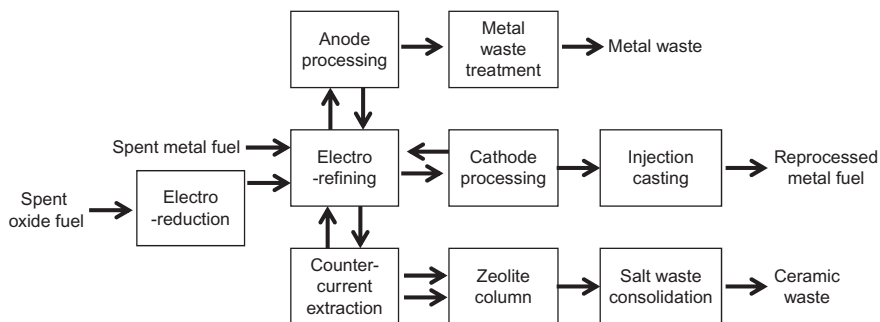 Anode
processing
Metal
waste
treatment
Metal waste
Spent metal fuel
Electro
-refining
Cathode
processing
Injection
casting
Reprocessed
metal fuel
Spent
oxide fuel
Electro
-reduction
Counter-
current
extraction
Zeolite
column
Salt waste
consolidation
Ceramic
waste